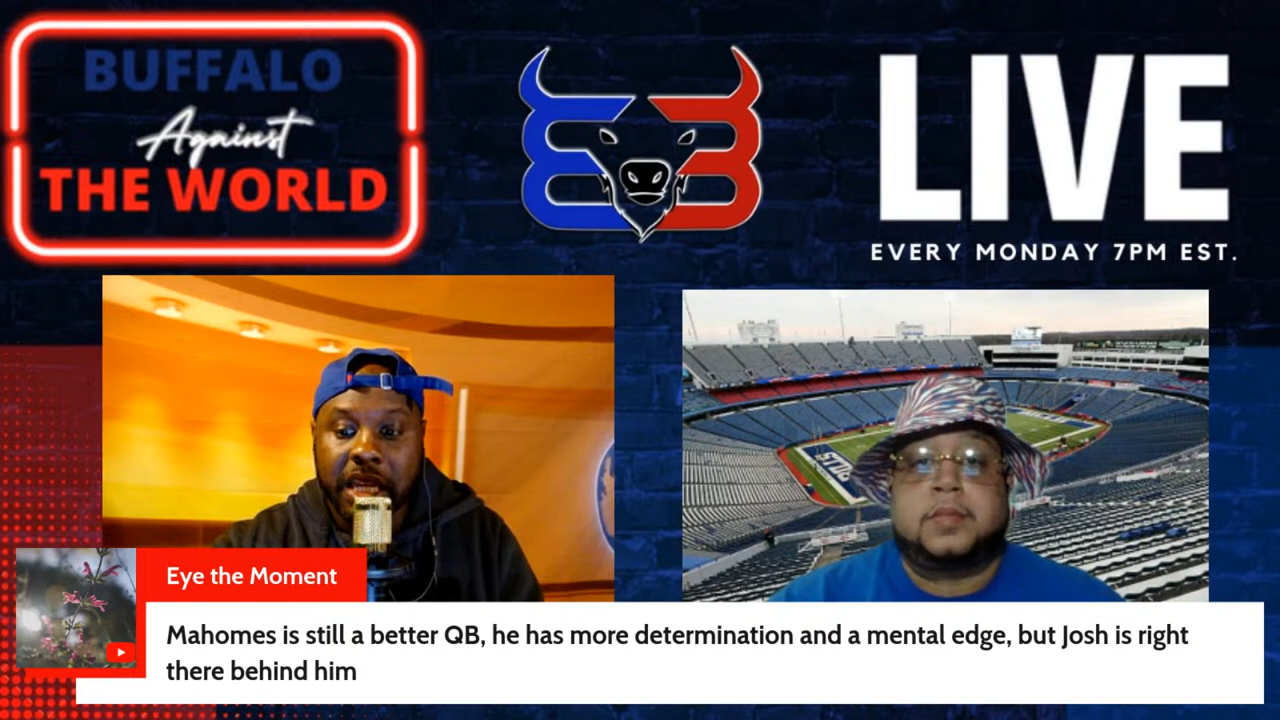 BUFFALO
Against
THE WORLD
LIVE
EVERY MONDAY 7PM EST.
Eye the Moment
Mahomes is still a better QB, he has more determination and a mental edge, but Josh is right
there behind him